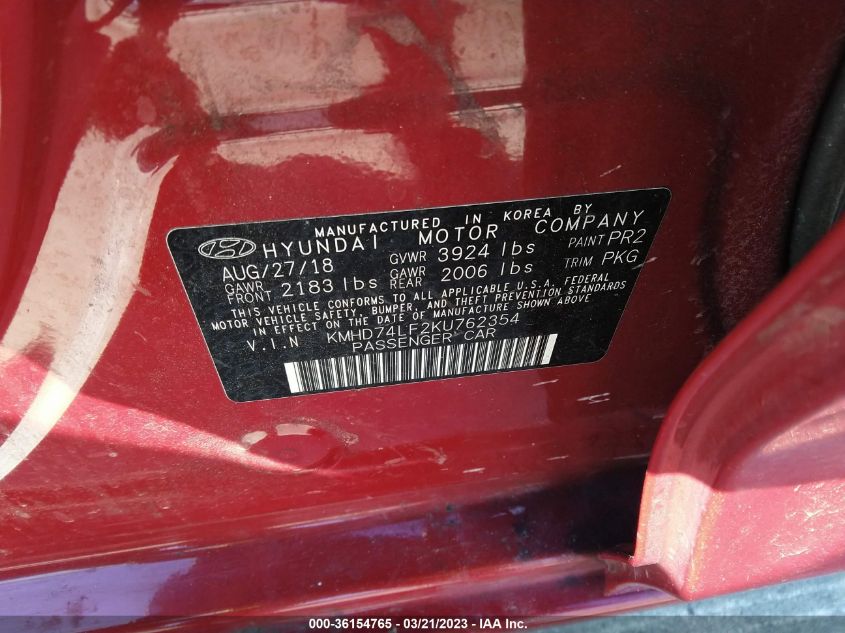 MANUFACTURED IN KOREA BY
HYUNDAI MOTOR COMPANY
AUG/27/18 GVWR 3924 lbs PAINT PR2
GAWR FRONT 2183 lbs GAWR REAR 2006 lbs TRIM PKG
THIS VEHICLE CONFORMS TO ALL APPLICABLE U.S.A. FEDERAL
MOTOR VEHICLE SAFETY, BUMPER, AND THEFT PREVENTION STANDARDS
IN EFFECT ON THE DATE OF MANUFACTURE SHOWN ABOVE
V.I.N KMHD74LF2KU762354
PASSENGER CAR
000-36154765 — 03/21/2023 — IAA Inc.